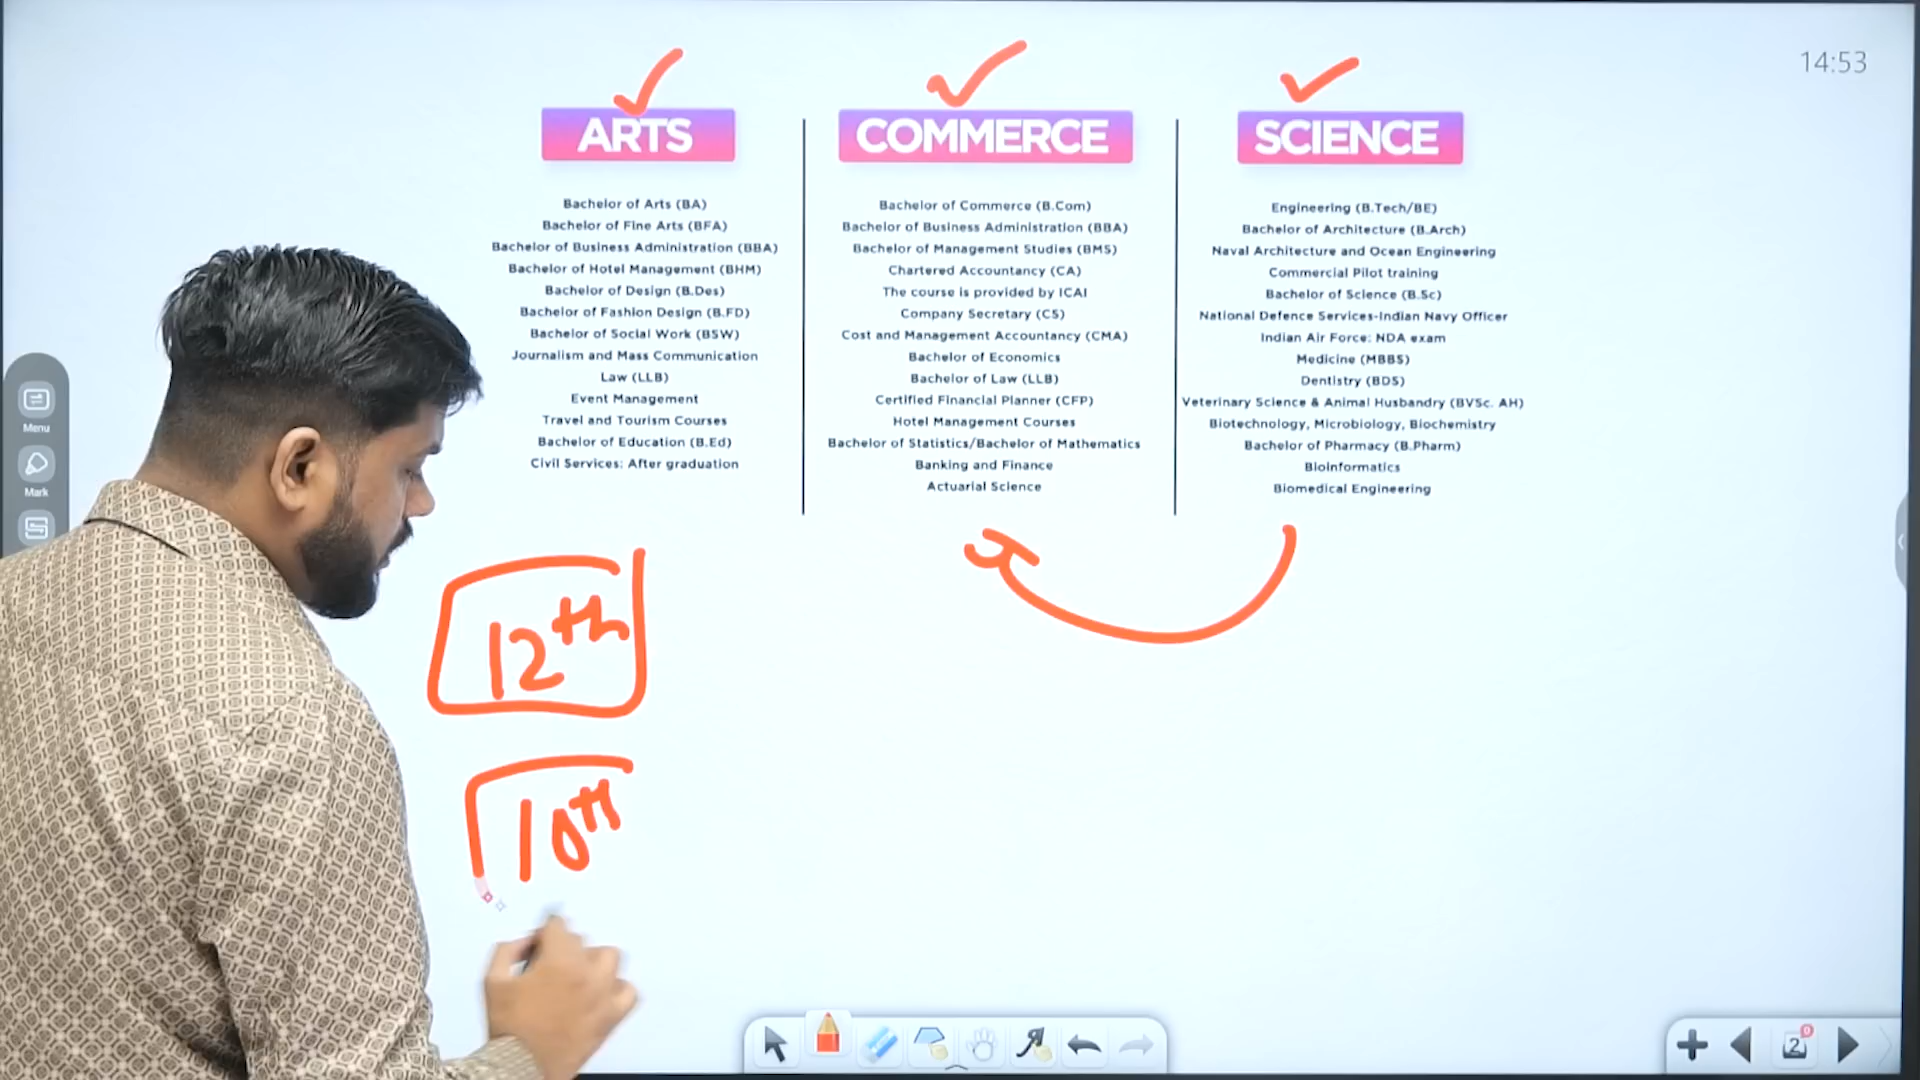 14:53
ARTS
Bachelor of Arts (BA)
Bachelor of Fine Arts (BFA)
Bachelor of Business Administration (BBA)
Bachelor of Hotel Management (BHM)
Bachelor of Design (B.Des)
Bachelor of Fashion Design (B.FD)
Bachelor of Social Work (BSW)
Journalism and Mass Communication
Law (LLB)
Event Management
Travel and Tourism Courses
Bachelor of Education (B.Ed)
Civil Services: After graduation
COMMERCE
Bachelor of Commerce (B.Com)
Bachelor of Business Administration (BBA)
Bachelor of Management Studies (BMS)
Chartered Accountancy (CA)
The course is provided by ICAI
Company Secretary (CS)
Cost and Management Accountancy (CMA)
Bachelor of Economics
Bachelor of Law (LLB)
Certified Financial Planner (CFP)
Hotel Management Courses
Bachelor of Statistics/Bachelor of Mathematics
Banking and Finance
Actuarial Science
SCIENCE
Engineering (B.Tech/BE)
Bachelor of Architecture (B.Arch)
Naval Architecture and Ocean Engineering
Commercial Pilot training
Bachelor of Science (B.Sc)
National Defence Services-Indian Navy Officer
Indian Air Force: NDA exam
Medicine (MBBS)
Dentistry (BDS)
Veterinary Science & Animal Husbandry (BVSc. AH)
Biotechnology, Microbiology, Biochemistry
Bachelor of Pharmacy (B.Pharm)
Bioinformatics
Biomedical Engineering
Menu
Mark
12th
10th
2
0